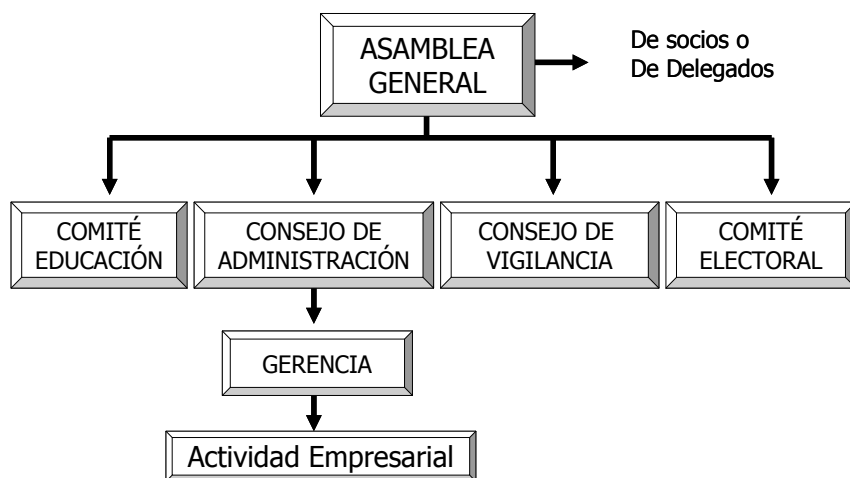 ASAMBLEA
GENERAL
De socios o
De Delegados
COMITÉ
EDUCACIÓN
CONSEJO DE
ADMINISTRACIÓN
CONSEJO DE
VIGILANCIA
COMITÉ
ELECTORAL
GERENCIA
Actividad Empresarial